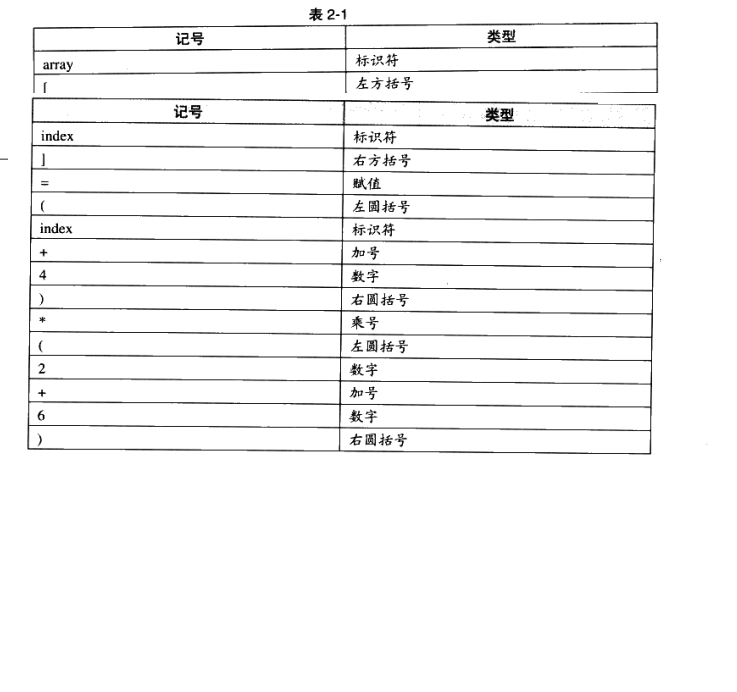 表 2-1
记号 类型
array 标识符
[ 左方括号
记号 类型
index 标识符
] 右方括号
= 赋值
( 左圆括号
index 标识符
+ 加号
4 数字
) 右圆括号
* 乘号
( 左圆括号
2 数字
+ 加号
6 数字
) 右圆括号